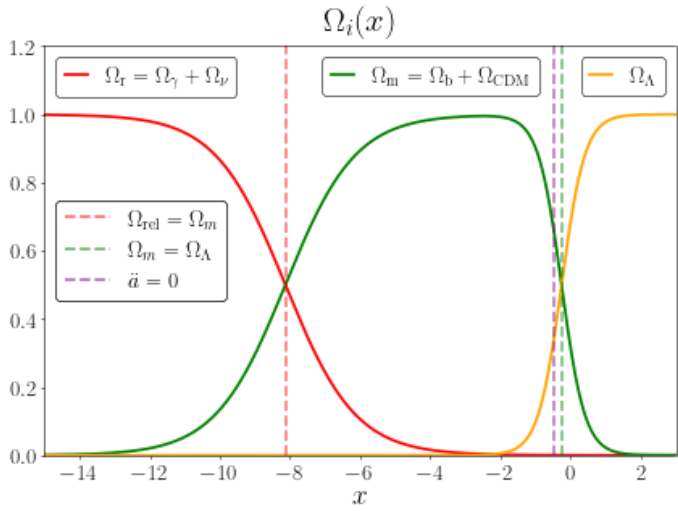 Ωᵢ(x)
Ωr = Ωγ + Ων
Ωm = Ωb + ΩCDM
ΩΛ
Ωrel = Ωm
Ωm = ΩΛ
ä = 0
1.2
1.0
0.8
0.6
0.4
0.2
0.0
−14 −12 −10 −8 −6 −4 −2 0 2
x